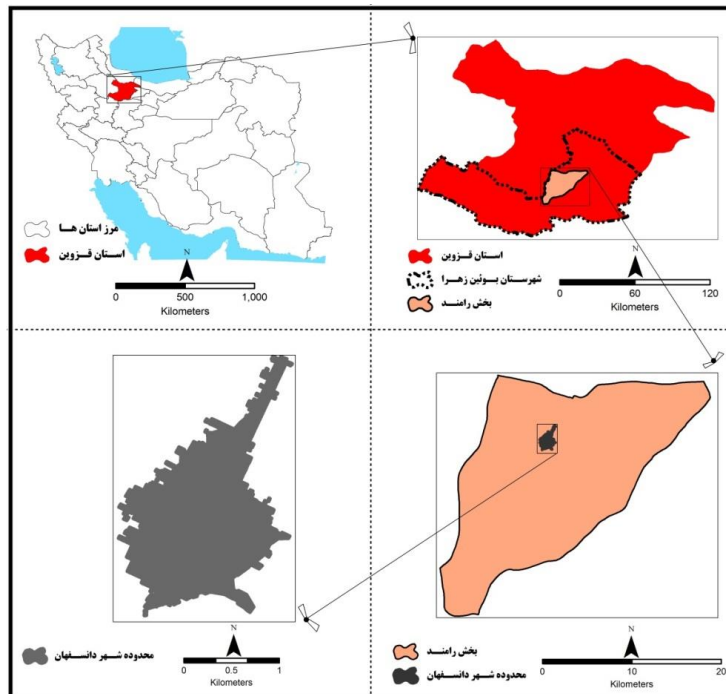 مرز استان ها
استان قزوین
N
0 500 1,000
Kilometers
استان قزوین
شهرستان بوئین زهرا
بخش رامند
N
0 60 120
Kilometers
محدوده شهر دانسفهان
N
0 0.5 1
Kilometers
بخش رامند
محدوده شهر دانسفهان
N
0 10 20
Kilometers